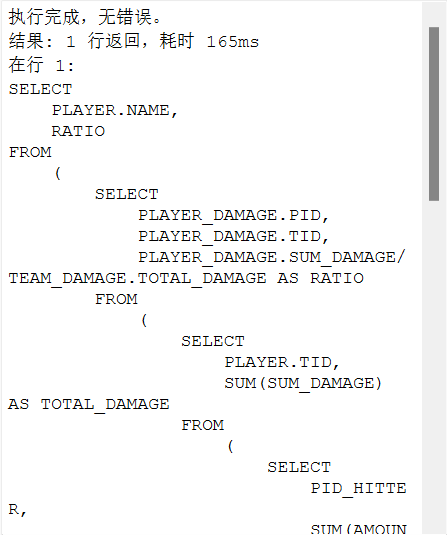 执行完成，无错误。
结果: 1 行返回，耗时 165ms
在行 1:
SELECT
    PLAYER.NAME,
    RATIO
FROM
    (
        SELECT
            PLAYER_DAMAGE.PID,
            PLAYER_DAMAGE.TID,
            PLAYER_DAMAGE.SUM_DAMAGE/
TEAM_DAMAGE.TOTAL_DAMAGE AS RATIO
        FROM
            (
                SELECT
                    PLAYER.TID,
                    SUM(SUM_DAMAGE)
AS TOTAL_DAMAGE
                FROM
                    (
                        SELECT
                            PID_HITTE
R,
                            SUM(AMOUN